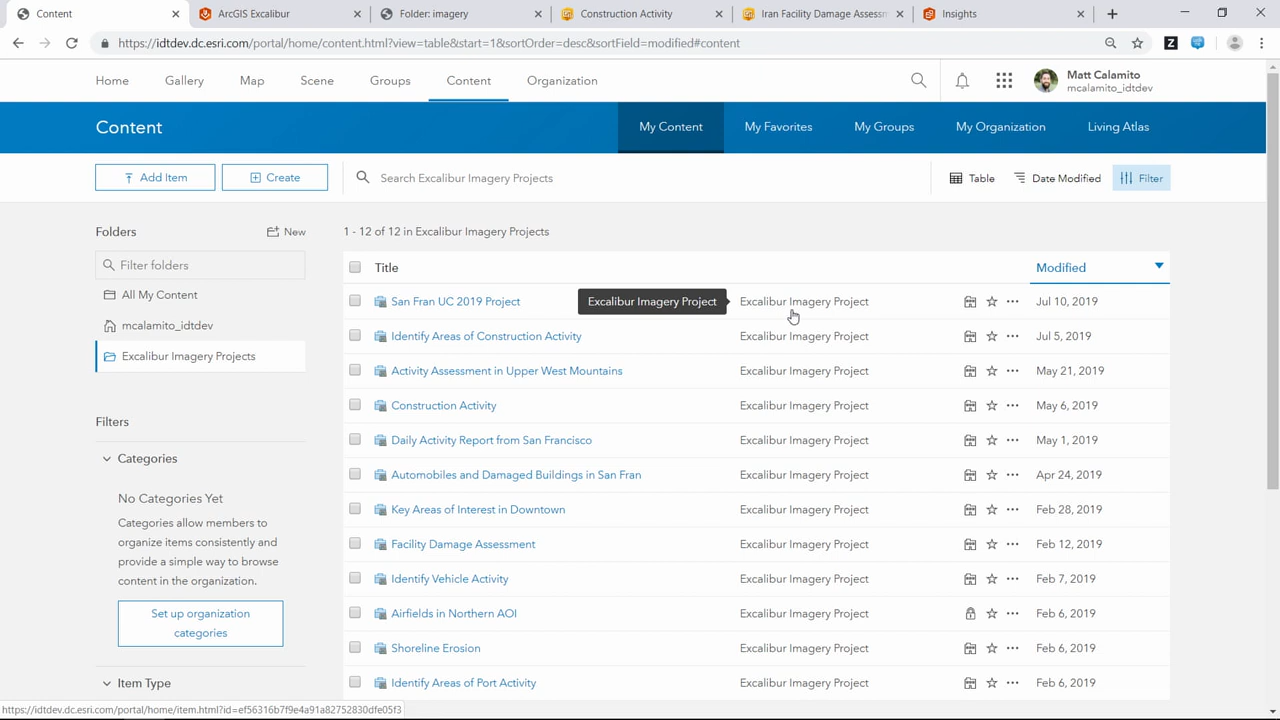 Content
ArcGIS Excalibur
Folder: imagery
Construction Activity
Iran Facility Damage Assessm
Insights
https://idtdev.dc.esri.com/portal/home/content.html?view=table&start=1&sortOrder=desc&sortField=modified#content
Z
Home Gallery Map Scene Groups Content Organization
Matt Calamito
mcalamito_idtdev
Content
My Content My Favorites My Groups My Organization Living Atlas
Add Item Create Search Excalibur Imagery Projects Table Date Modified Filter
Folders New
1 - 12 of 12 in Excalibur Imagery Projects
Filter folders
All My Content
mcalamito_idtdev
Excalibur Imagery Projects
Filters
Categories
No Categories Yet
Categories allow members to
organize items consistently and
provide a simple way to browse
content in the organization.
Set up organization
categories
Item Type
Title Modified
San Fran UC 2019 Project Excalibur Imagery Project Excalibur Imagery Project Jul 10, 2019
Identify Areas of Construction Activity Excalibur Imagery Project Jul 5, 2019
Activity Assessment in Upper West Mountains Excalibur Imagery Project May 21, 2019
Construction Activity Excalibur Imagery Project May 6, 2019
Daily Activity Report from San Francisco Excalibur Imagery Project May 1, 2019
Automobiles and Damaged Buildings in San Fran Excalibur Imagery Project Apr 24, 2019
Key Areas of Interest in Downtown Excalibur Imagery Project Feb 28, 2019
Facility Damage Assessment Excalibur Imagery Project Feb 12, 2019
Identify Vehicle Activity Excalibur Imagery Project Feb 7, 2019
Airfields in Northern AOI Excalibur Imagery Project Feb 6, 2019
Shoreline Erosion Excalibur Imagery Project Feb 6, 2019
Identify Areas of Port Activity Excalibur Imagery Project Feb 6, 2019
https://idtdev.dc.esri.com/portal/home/item.html?id=ef56316b7f9e4a91a82752830dfe05f3